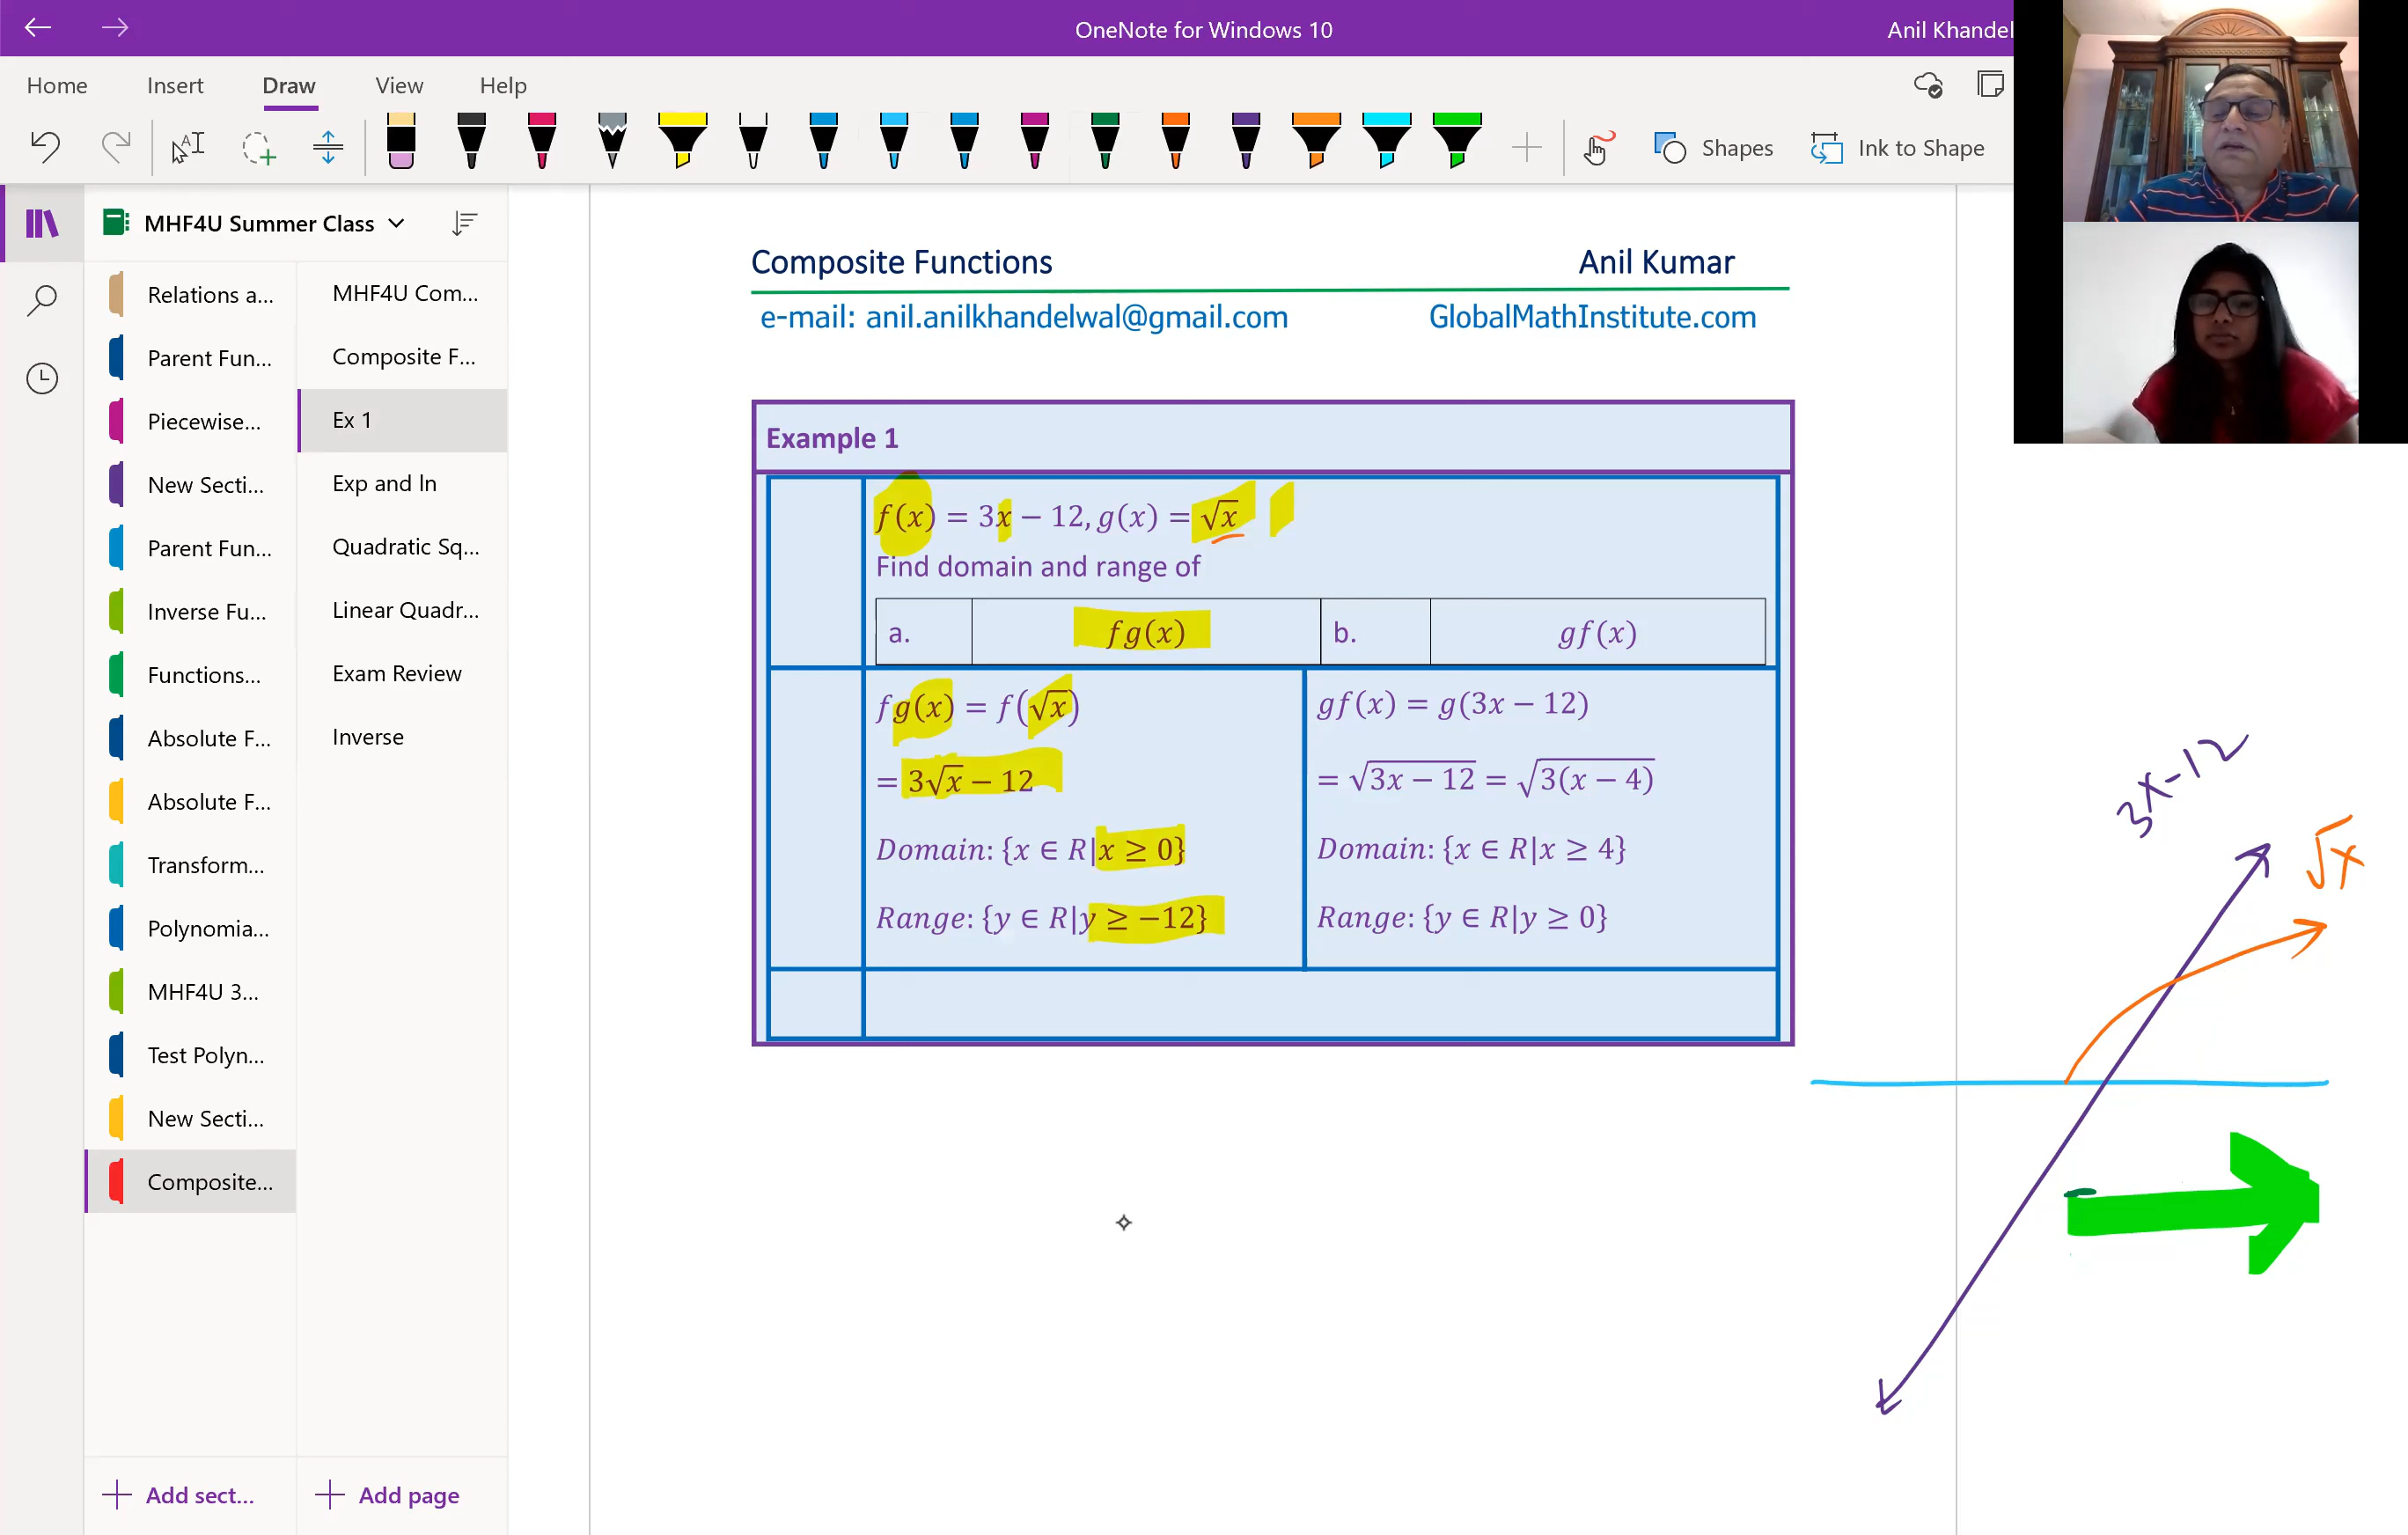 OneNote for Windows 10
Anil Khandel
Home Insert Draw View Help
Shapes Ink to Shape
MHF4U Summer Class
Relations a...
Parent Fun...
Piecewise...
New Secti...
Parent Fun...
Inverse Fu...
Functions...
Absolute F...
Absolute F...
Transform...
Polynomia...
MHF4U 3...
Test Polyn...
New Secti...
Composite...
Add sect...
MHF4U Com...
Composite F...
Ex 1
Exp and ln
Quadratic Sq...
Linear Quadr...
Exam Review
Inverse
Add page
Composite Functions Anil Kumar
e-mail: anil.anilkhandelwal@gmail.com GlobalMathInstitute.com
Example 1
f(x) = 3x − 12, g(x) = √x
Find domain and range of
a. fg(x) b. gf(x)
fg(x) = f(√x)
= 3√x − 12
Domain: {x ∈ R|x ≥ 0}
Range: {y ∈ R|y ≥ −12}
gf(x) = g(3x − 12)
= √(3x − 12) = √(3(x − 4))
Domain: {x ∈ R|x ≥ 4}
Range: {y ∈ R|y ≥ 0}
3x-12
√x